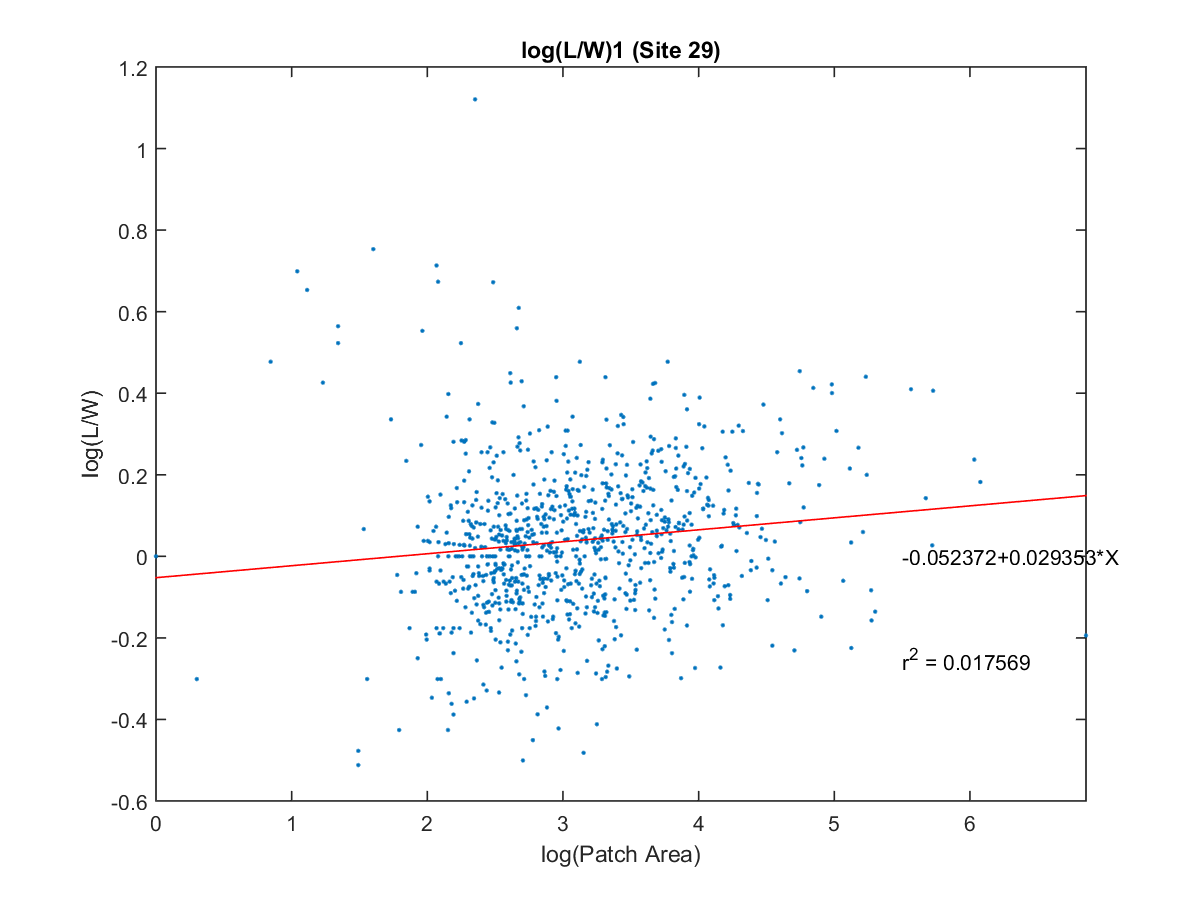 log(L/W)1 (Site 29)
1.2
1
0.8
0.6
0.4
0.2
0
-0.2
-0.4
-0.6
log(L/W)
-0.052372+0.029353*X
r² = 0.017569
0 1 2 3 4 5 6
log(Patch Area)